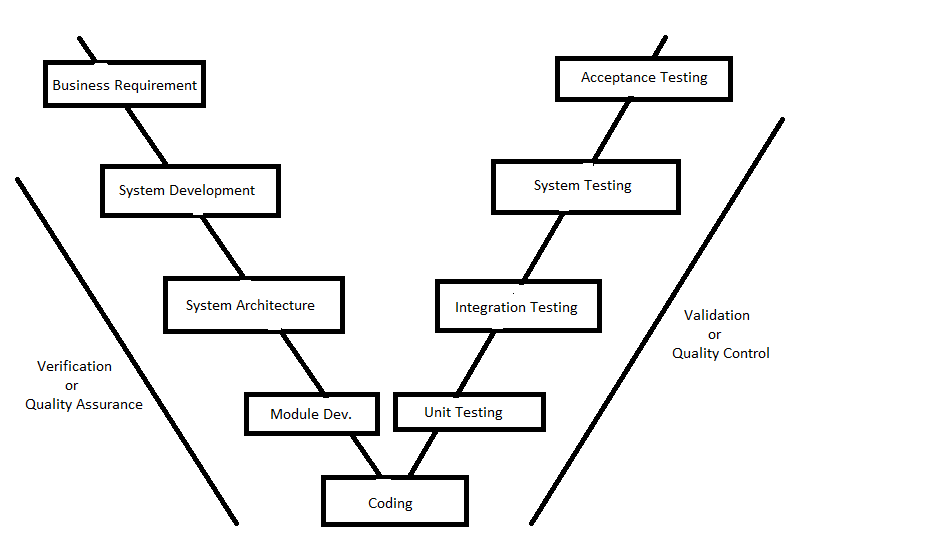 Business Requirement
Acceptance Testing
System Development
System Testing
System Architecture
Integration Testing
Validation
or
Quality Control
Verification
or
Quality Assurance
Module Dev.
Unit Testing
Coding